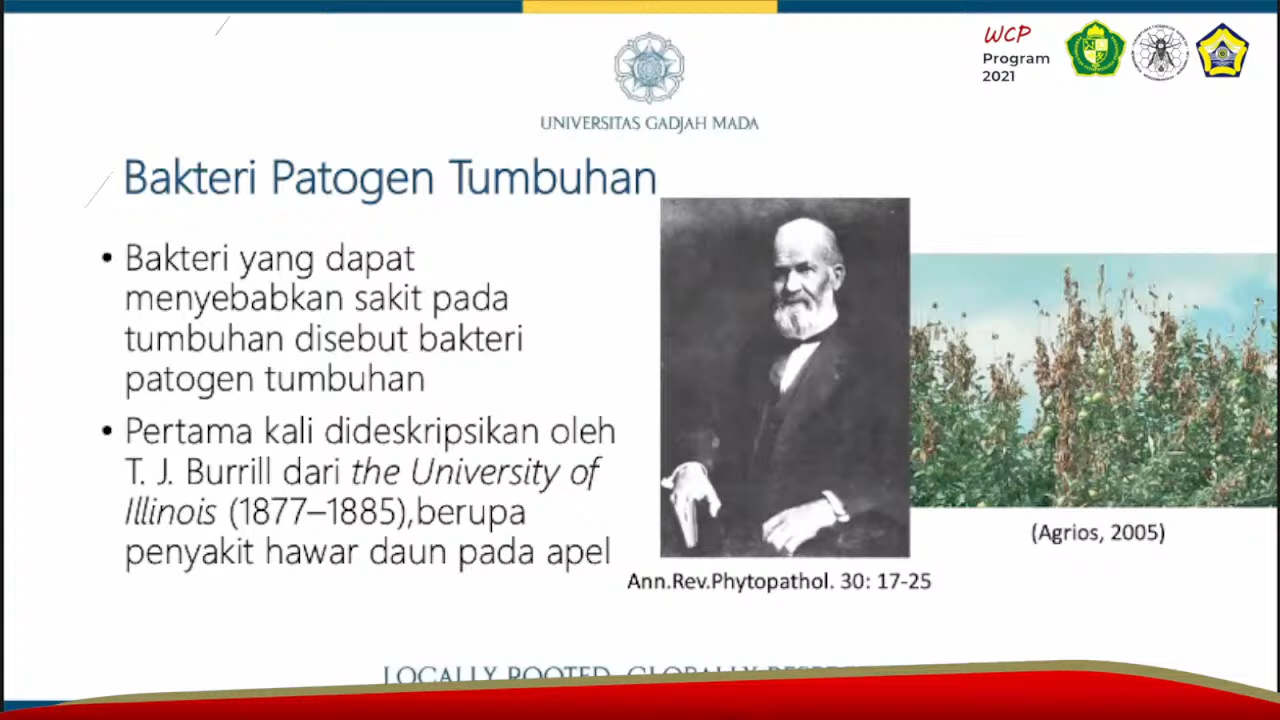 WCP
Program
2021
UNIVERSITAS GADJAH MADA
Bakteri Patogen Tumbuhan
• Bakteri yang dapat
menyebabkan sakit pada
tumbuhan disebut bakteri
patogen tumbuhan
• Pertama kali dideskripsikan oleh
T. J. Burrill dari the University of
Illinois (1877–1885),berupa
penyakit hawar daun pada apel
(Agrios, 2005)
Ann.Rev.Phytopathol. 30: 17-25
LOCALLY ROOTED, GLOBALLY